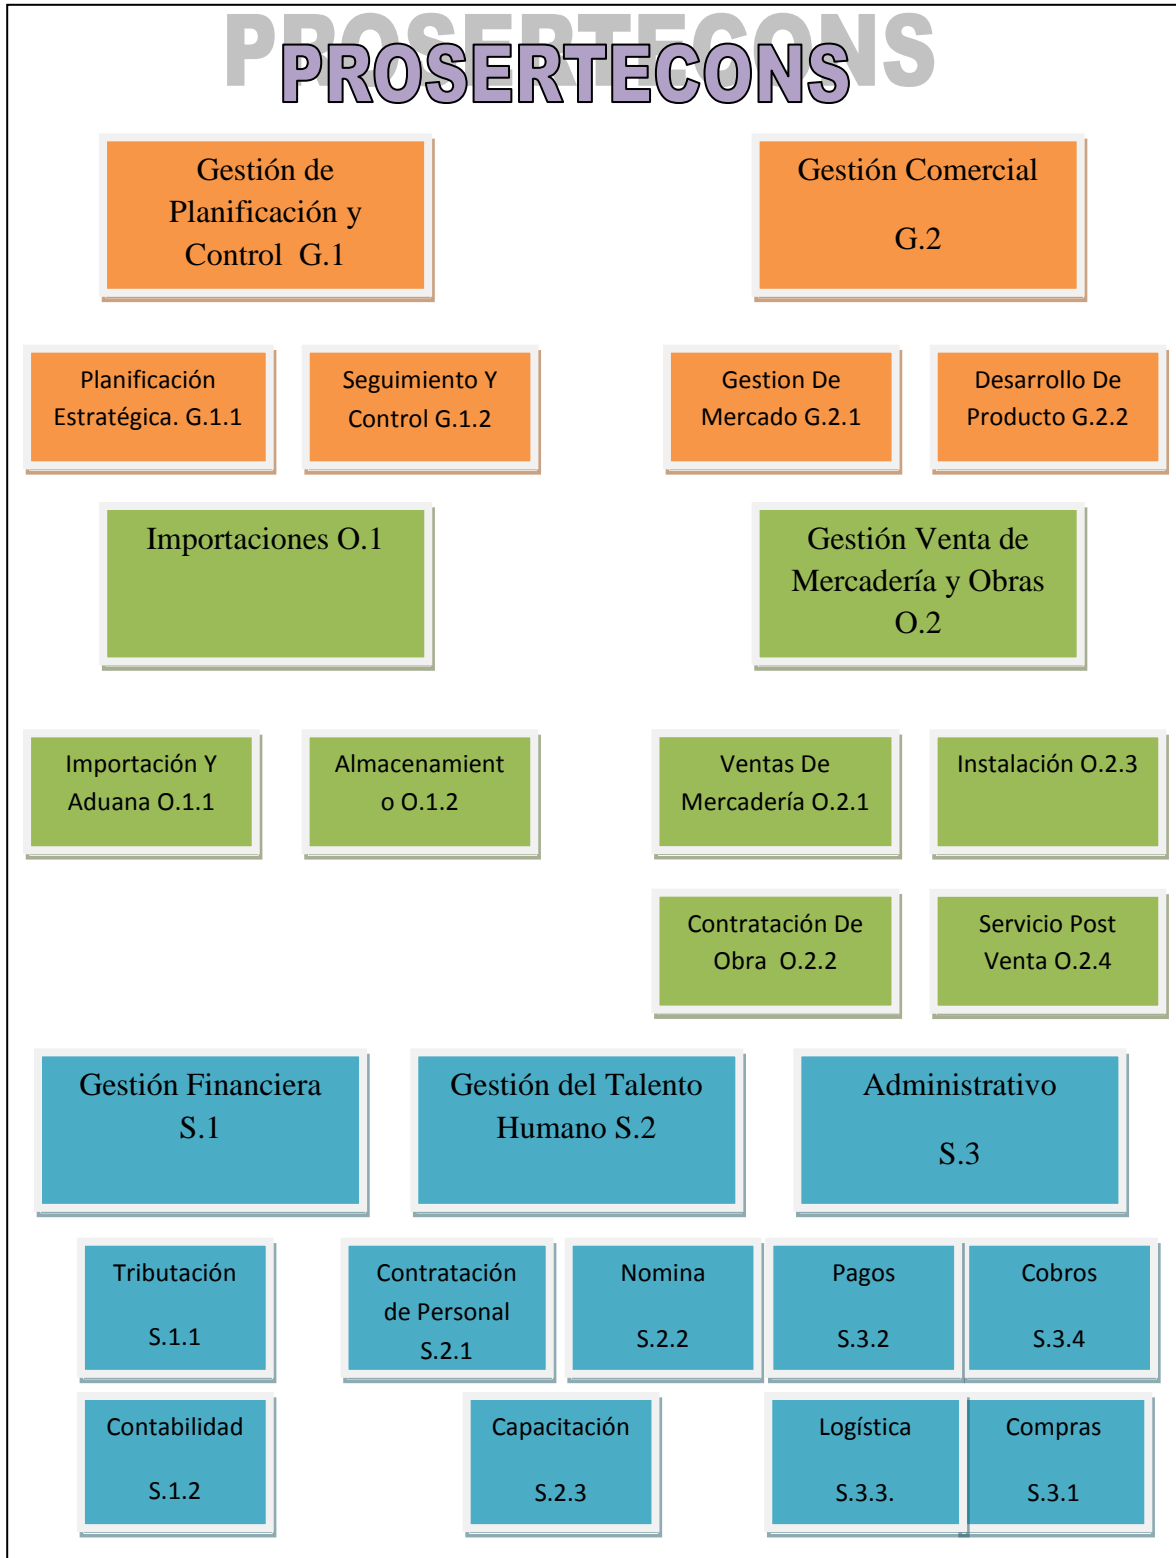 PROSERTECONS
Gestión de
Planificación y
Control  G.1
Gestión Comercial
G.2
Planificación
Estratégica. G.1.1
Seguimiento Y
Control G.1.2
Gestion De
Mercado G.2.1
Desarrollo De
Producto G.2.2
Importaciones O.1
Gestión Venta de
Mercadería y Obras
O.2
Importación Y
Aduana O.1.1
Almacenamient
o O.1.2
Ventas De
Mercadería O.2.1
Instalación O.2.3
Contratación De
Obra  O.2.2
Servicio Post
Venta O.2.4
Gestión Financiera
S.1
Gestión del Talento
Humano S.2
Administrativo
S.3
Tributación
S.1.1
Contratación
de Personal
S.2.1
Nomina
S.2.2
Pagos
S.3.2
Cobros
S.3.4
Contabilidad
S.1.2
Capacitación
S.2.3
Logística
S.3.3.
Compras
S.3.1